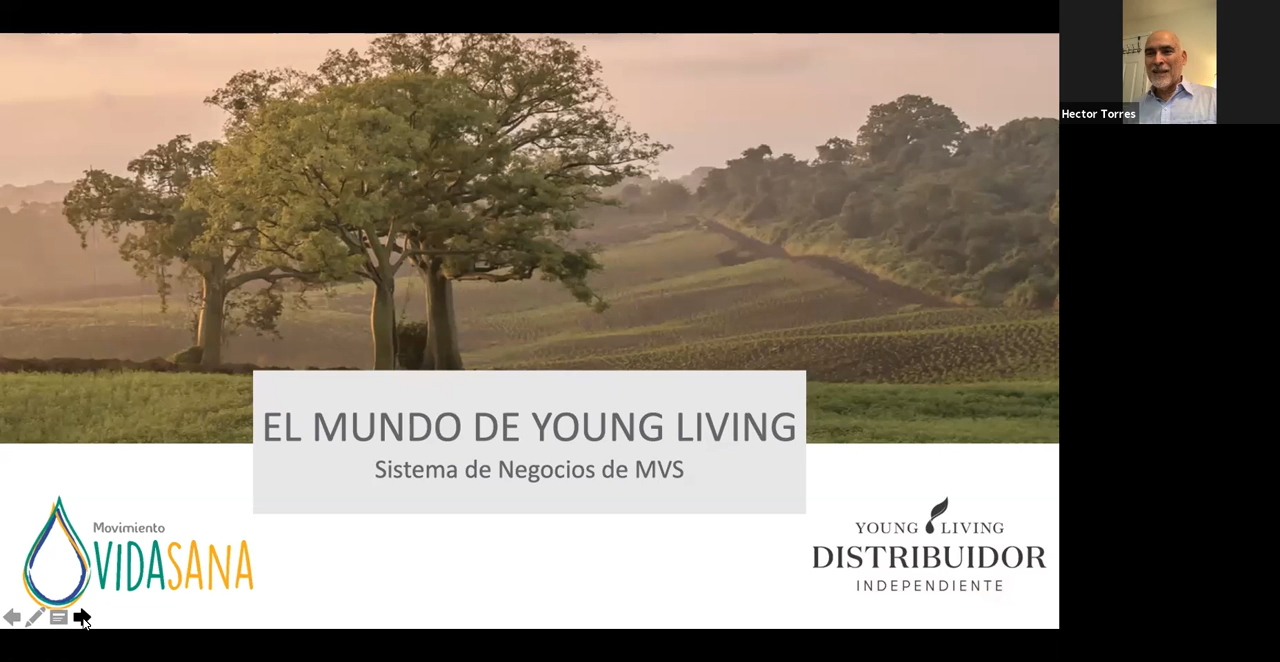 Hector Torres
EL MUNDO DE YOUNG LIVING
Sistema de Negocios de MVS
Movimiento
VIDASANA
YOUNG LIVING
DISTRIBUIDOR
INDEPENDIENTE